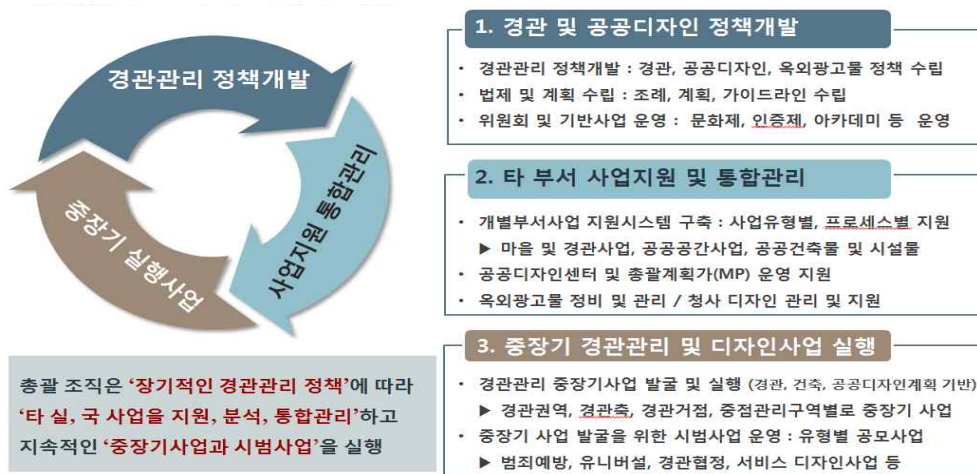 경관관리 정책개발
사업지원 통합관리
중장기 실행사업
총괄 조직은 ‘장기적인 경관관리 정책’에 따라
‘타 실, 국 사업을 지원, 분석, 통합관리’하고
지속적인 ‘중장기사업과 시범사업’을 실행
1. 경관 및 공공디자인 정책개발
• 경관관리 정책개발 : 경관, 공공디자인, 옥외광고물 정책 수립
• 법제 및 계획 수립 : 조례, 계획, 가이드라인 수립
• 위원회 및 기반사업 운영 : 문화제, 인증제, 아카데미 등 운영
2. 타 부서 사업지원 및 통합관리
• 개별부서사업 지원시스템 구축 : 사업유형별, 프로세스별 지원
▶ 마을 및 경관사업, 공공공간사업, 공공건축물 및 시설물
• 공공디자인센터 및 총괄계획가(MP) 운영 지원
• 옥외광고물 정비 및 관리 / 청사 디자인 관리 및 지원
3. 중장기 경관관리 및 디자인사업 실행
• 경관관리 중장기사업 발굴 및 실행 (경관, 건축, 공공디자인계획 기반)
▶ 경관권역, 경관축, 경관거점, 중점관리구역별로 중장기 사업
• 중장기 사업 발굴을 위한 시범사업 운영 : 유형별 공모사업
▶ 범죄예방, 유니버설, 경관협정, 서비스 디자인사업 등